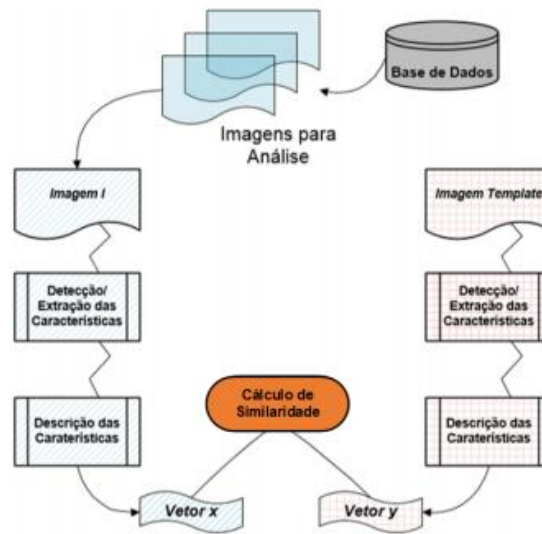 Base de Dados
Imagens para
Análise
Imagem I
Imagem Template
Detecção/
Extração das
Características
Detecção/
Extração das
Características
Cálculo de
Similaridade
Descrição das
Caraterísticas
Descrição das
Caraterísticas
Vetor x
Vetor y